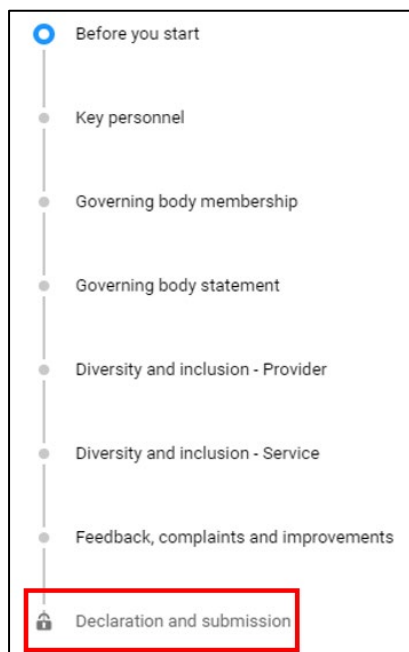 Before you start
Key personnel
Governing body membership
Governing body statement
Diversity and inclusion - Provider
Diversity and inclusion - Service
Feedback, complaints and improvements
Declaration and submission